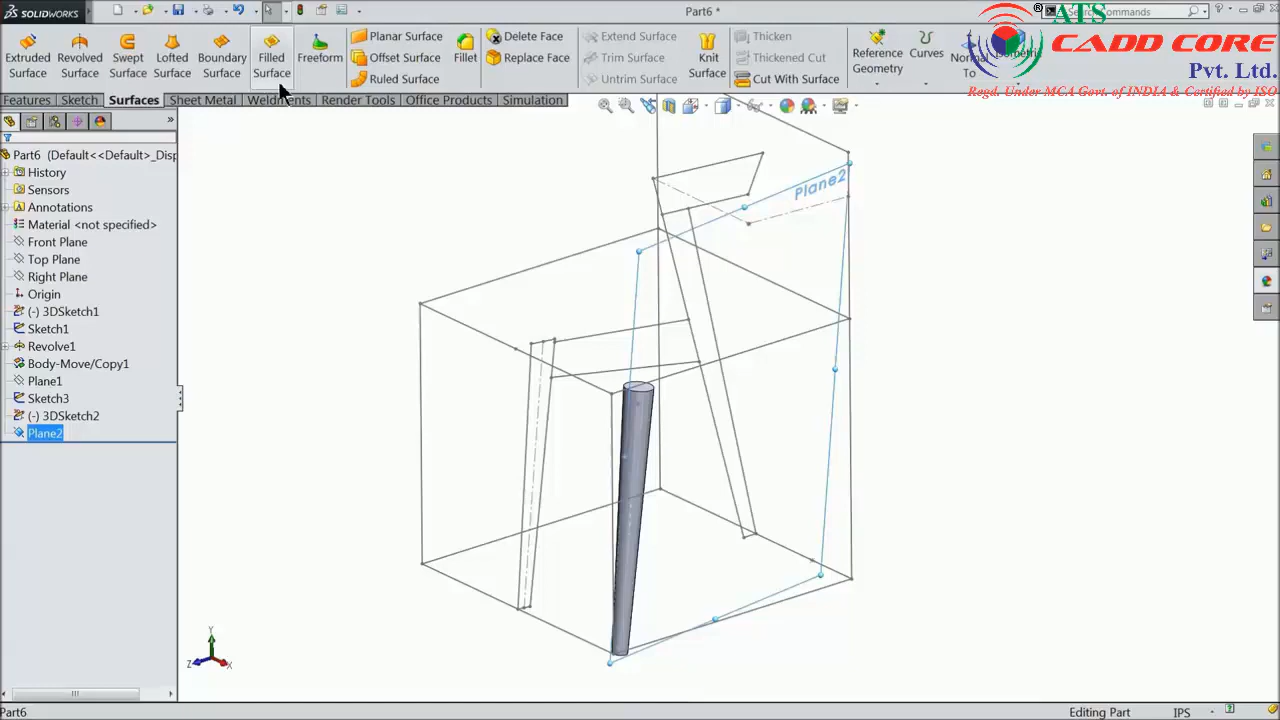 SOLIDWORKS
Part6 *
Commands
® ATS
CADD CORE
Pvt. Ltd.
Regd. Under MCA Govt. of INDIA & Certified by ISO
Extruded Surface
Revolved Surface
Swept Surface
Lofted Surface
Boundary Surface
Filled Surface
Freeform
Planar Surface
Offset Surface
Ruled Surface
Fillet
Delete Face
Replace Face
Extend Surface
Trim Surface
Untrim Surface
Knit Surface
Thicken
Thickened Cut
Cut With Surface
Reference Geometry
Curves
Normal To
Features Sketch Surfaces Sheet Metal Weldments Render Tools Office Products Simulation
Part6 (Default<<Default>_Disp
History
Sensors
Annotations
Material <not specified>
Front Plane
Top Plane
Right Plane
Origin
(-) 3DSketch1
Sketch1
Revolve1
Body-Move/Copy1
Plane1
Sketch3
(-) 3DSketch2
Plane2
Plane2
Y
Z
X
Part6
Editing Part
IPS